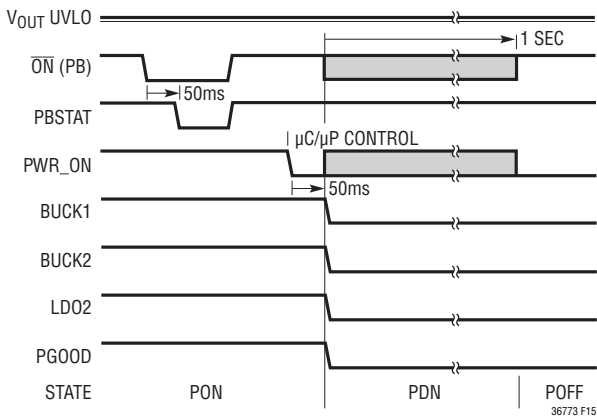 VOUT UVLO
1 SEC
ON (PB)
50ms
PBSTAT
µC/µP CONTROL
PWR_ON
50ms
BUCK1
BUCK2
LDO2
PGOOD
STATE PON PDN POFF
36773 F15